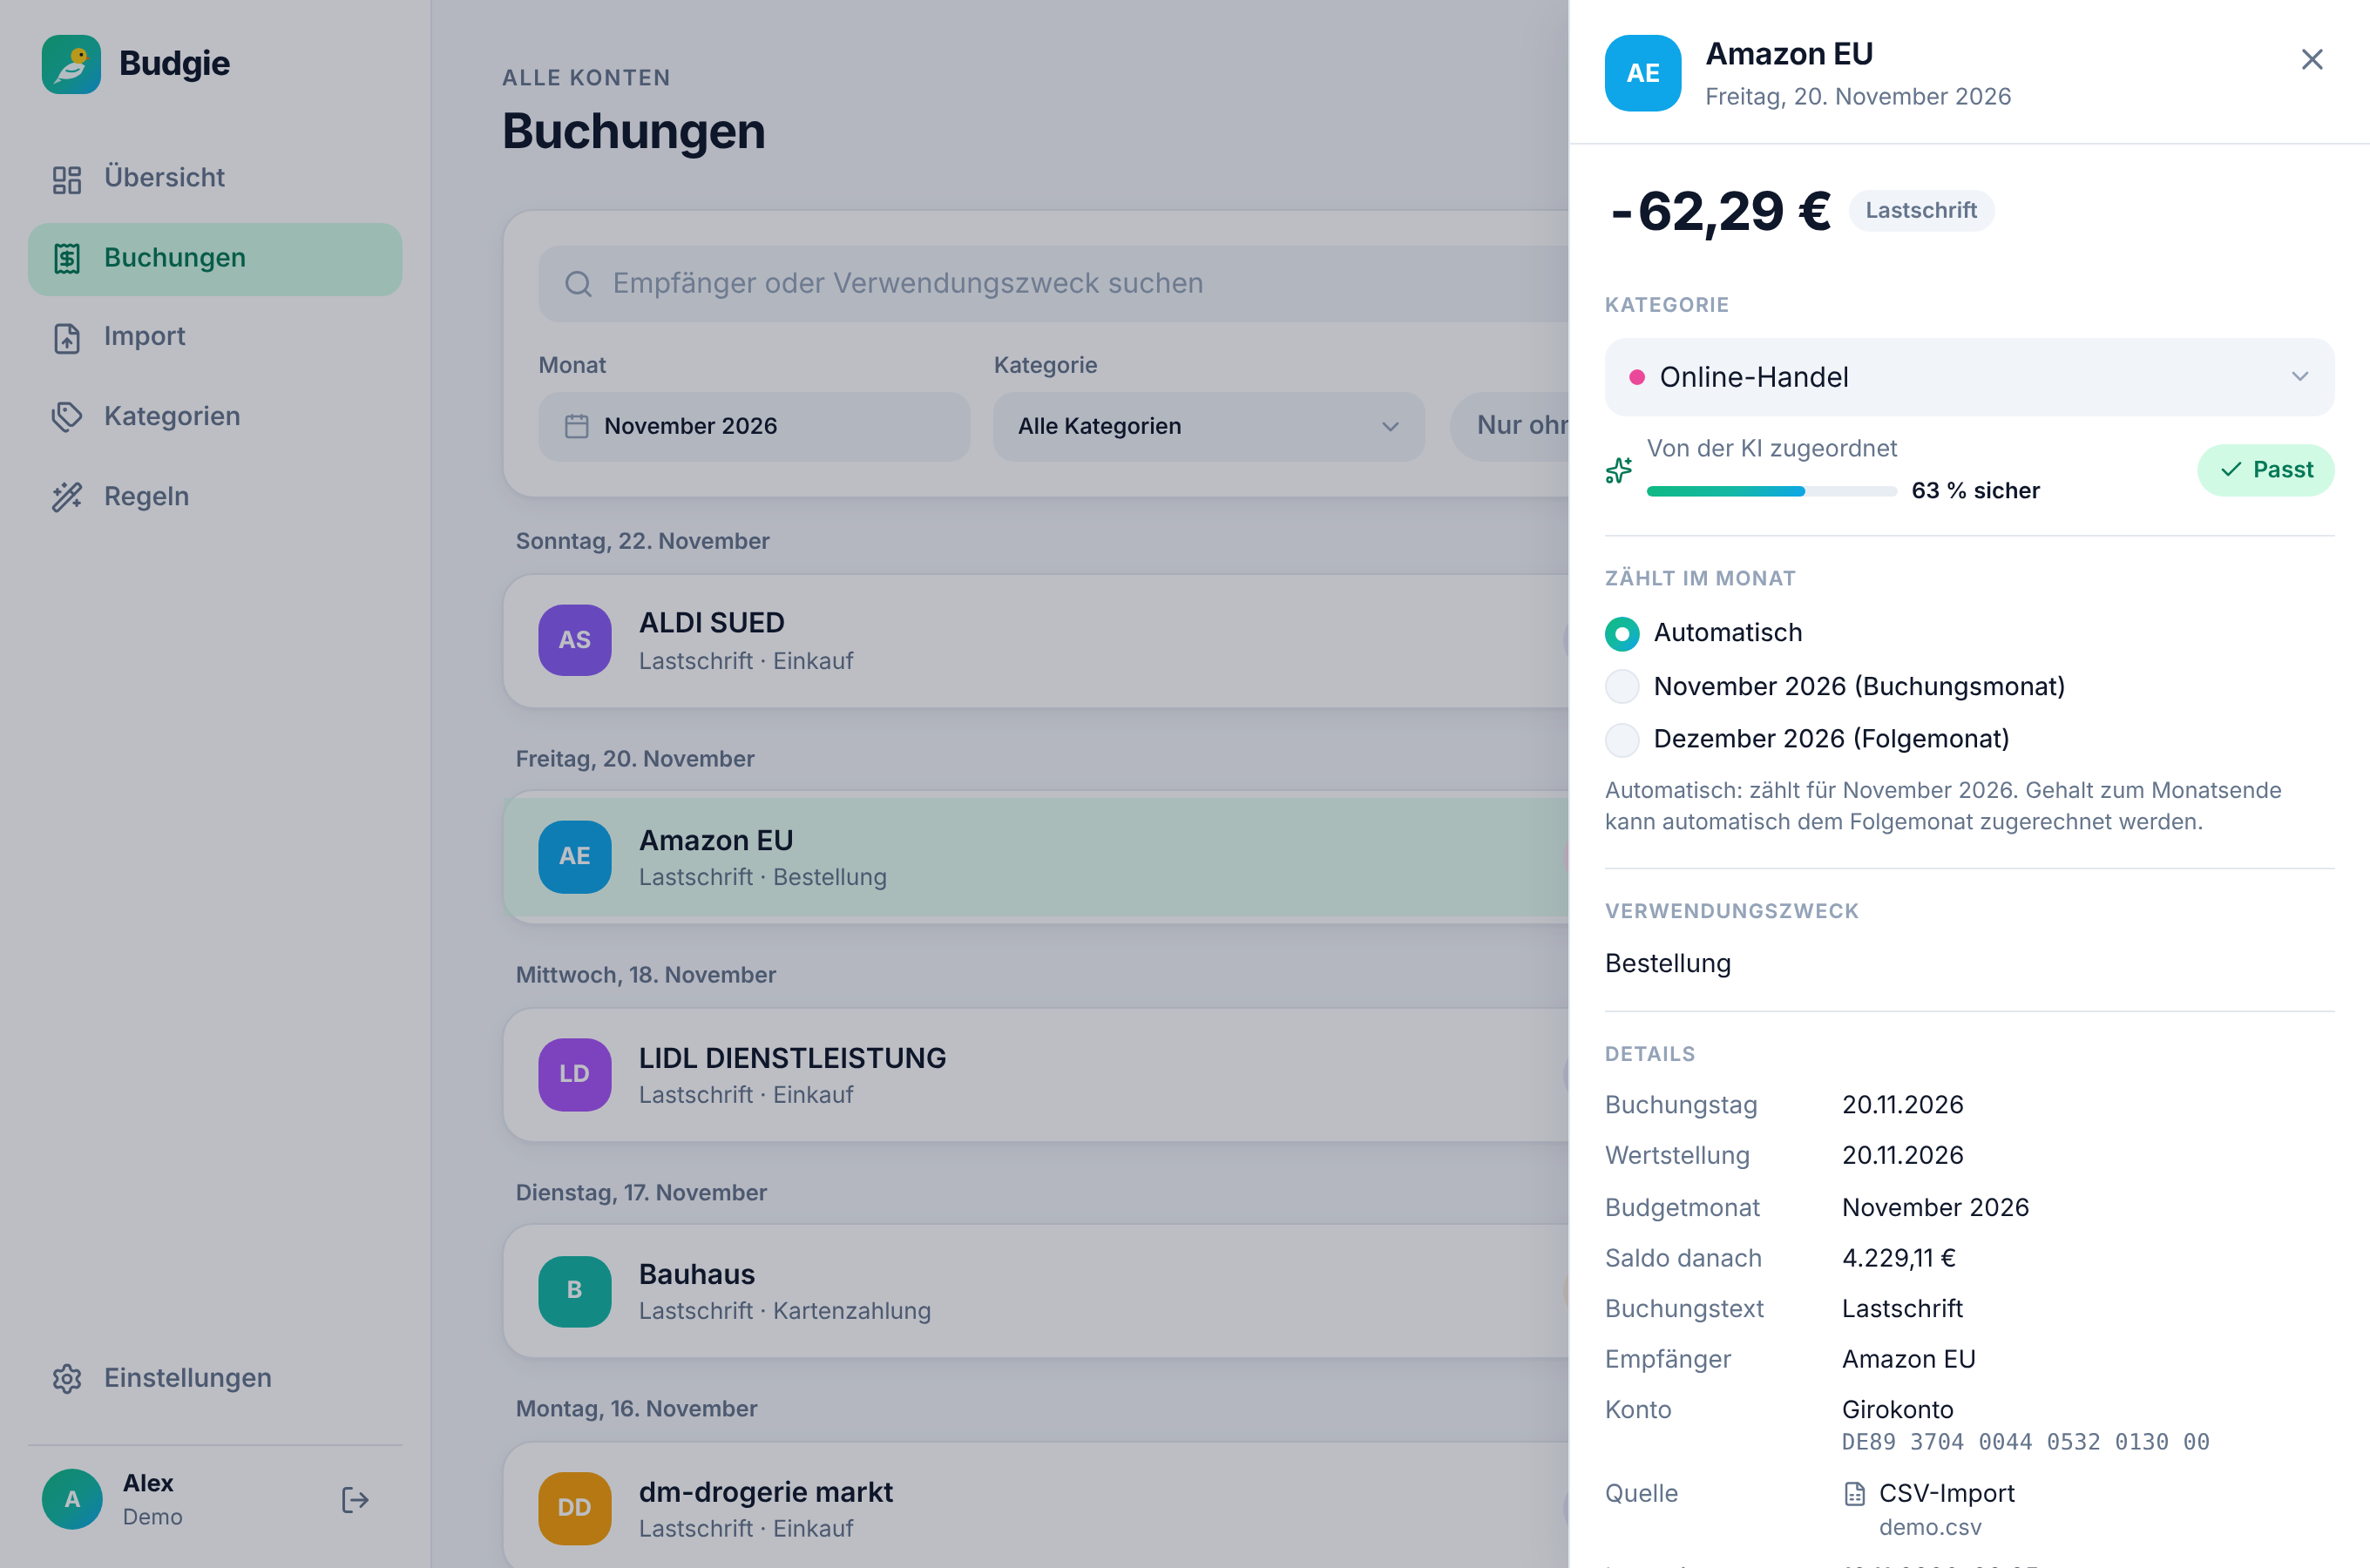 Budgie
Übersicht
Buchungen
Import
Kategorien
Regeln
Einstellungen
A
Alex
Demo
ALLE KONTEN
Buchungen
Empfänger oder Verwendungszweck suchen
Monat
Kategorie
November 2026
Alle Kategorien
Nur
Sonntag, 22. November
AS
ALDI SUED
Lastschrift · Einkauf
Freitag, 20. November
AE
Amazon EU
Lastschrift · Bestellung
Mittwoch, 18. November
LD
LIDL DIENSTLEISTUNG
Lastschrift · Einkauf
Dienstag, 17. November
B
Bauhaus
Lastschrift · Kartenzahlung
Montag, 16. November
DD
dm-drogerie markt
Lastschrift · Einkauf
AE
Amazon EU
Freitag, 20. November 2026
-62,29 €
Lastschrift
KATEGORIE
Online-Handel
Von der KI zugeordnet
63 % sicher
Passt
ZÄHLT IM MONAT
Automatisch
November 2026 (Buchungsmonat)
Dezember 2026 (Folgemonat)
Automatisch: zählt für November 2026. Gehalt zum Monatsende
kann automatisch dem Folgemonat zugerechnet werden.
VERWENDUNGSZWECK
Bestellung
DETAILS
Buchungstag 20.11.2026
Wertstellung 20.11.2026
Budgetmonat November 2026
Saldo danach 4.229,11 €
Buchungstext Lastschrift
Empfänger Amazon EU
Konto Girokonto
DE89 3704 0044 0532 0130 00
Quelle CSV-Import
demo.csv